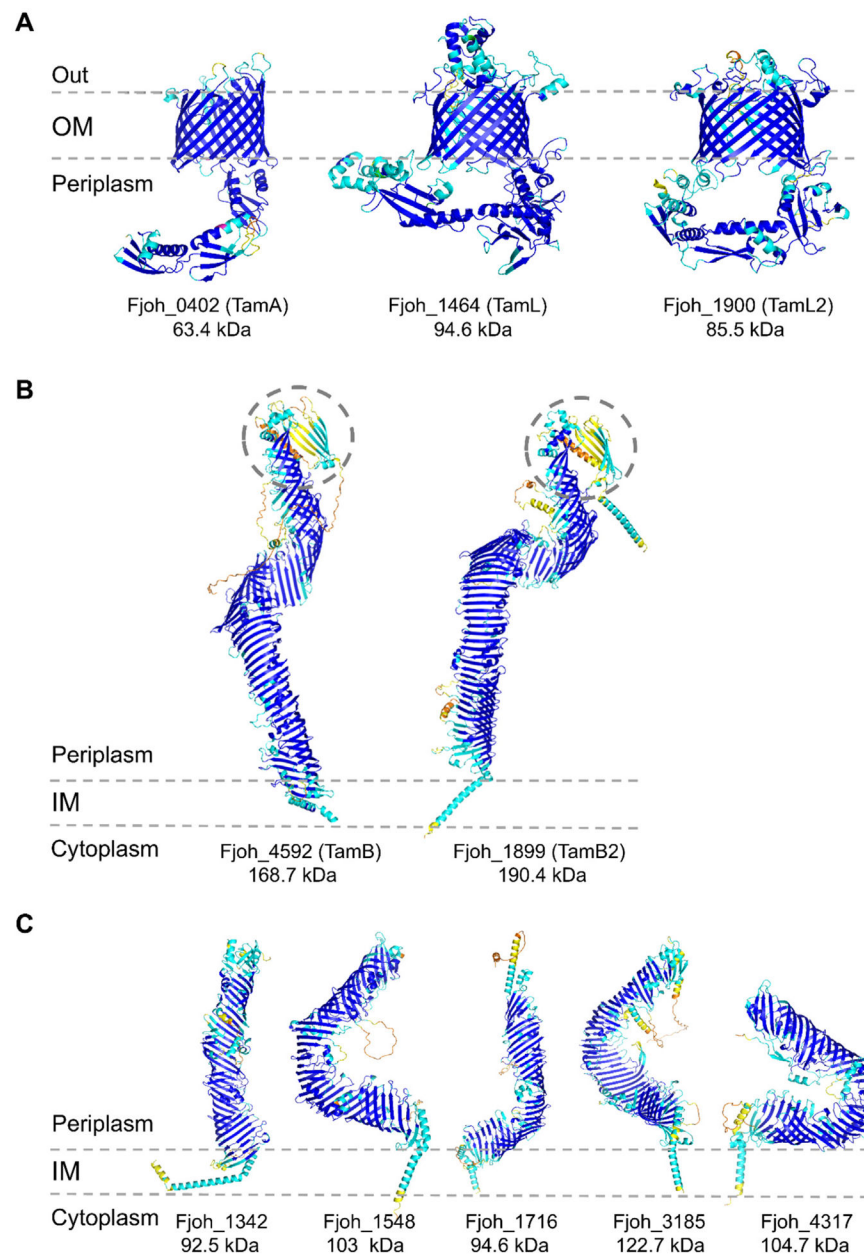 A
Out
OM
Periplasm
Fjoh_0402 (TamA)
63.4 kDa
Fjoh_1464 (TamL)
94.6 kDa
Fjoh_1900 (TamL2)
85.5 kDa
B
Periplasm
IM
Cytoplasm
Fjoh_4592 (TamB)
168.7 kDa
Fjoh_1899 (TamB2)
190.4 kDa
C
Periplasm
IM
Cytoplasm
Fjoh_1342
92.5 kDa
Fjoh_1548
103 kDa
Fjoh_1716
94.6 kDa
Fjoh_3185
122.7 kDa
Fjoh_4317
104.7 kDa